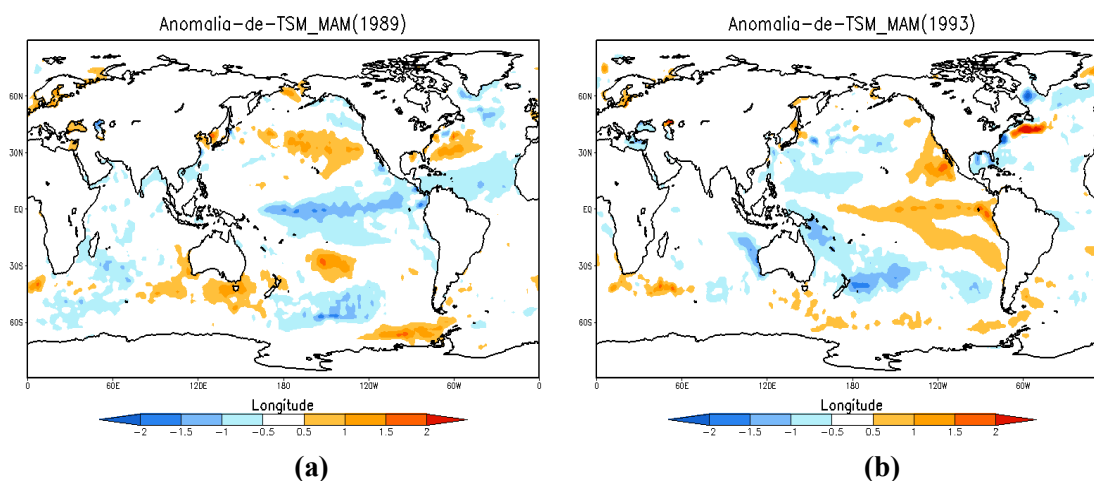 Anomalia-de-TSM_MAM(1989)
60N
30N
EQ
30S
60S
0 60E 120E 180 120W 60W 0
Longitude
-2 -1.5 -1 -0.5 0.5 1 1.5 2
(a)
Anomalia-de-TSM_MAM(1993)
60N
30N
EQ
30S
60S
0 60E 120E 180 120W 60W
Longitude
-2 -1.5 -1 -0.5 0.5 1 1.5 2
(b)